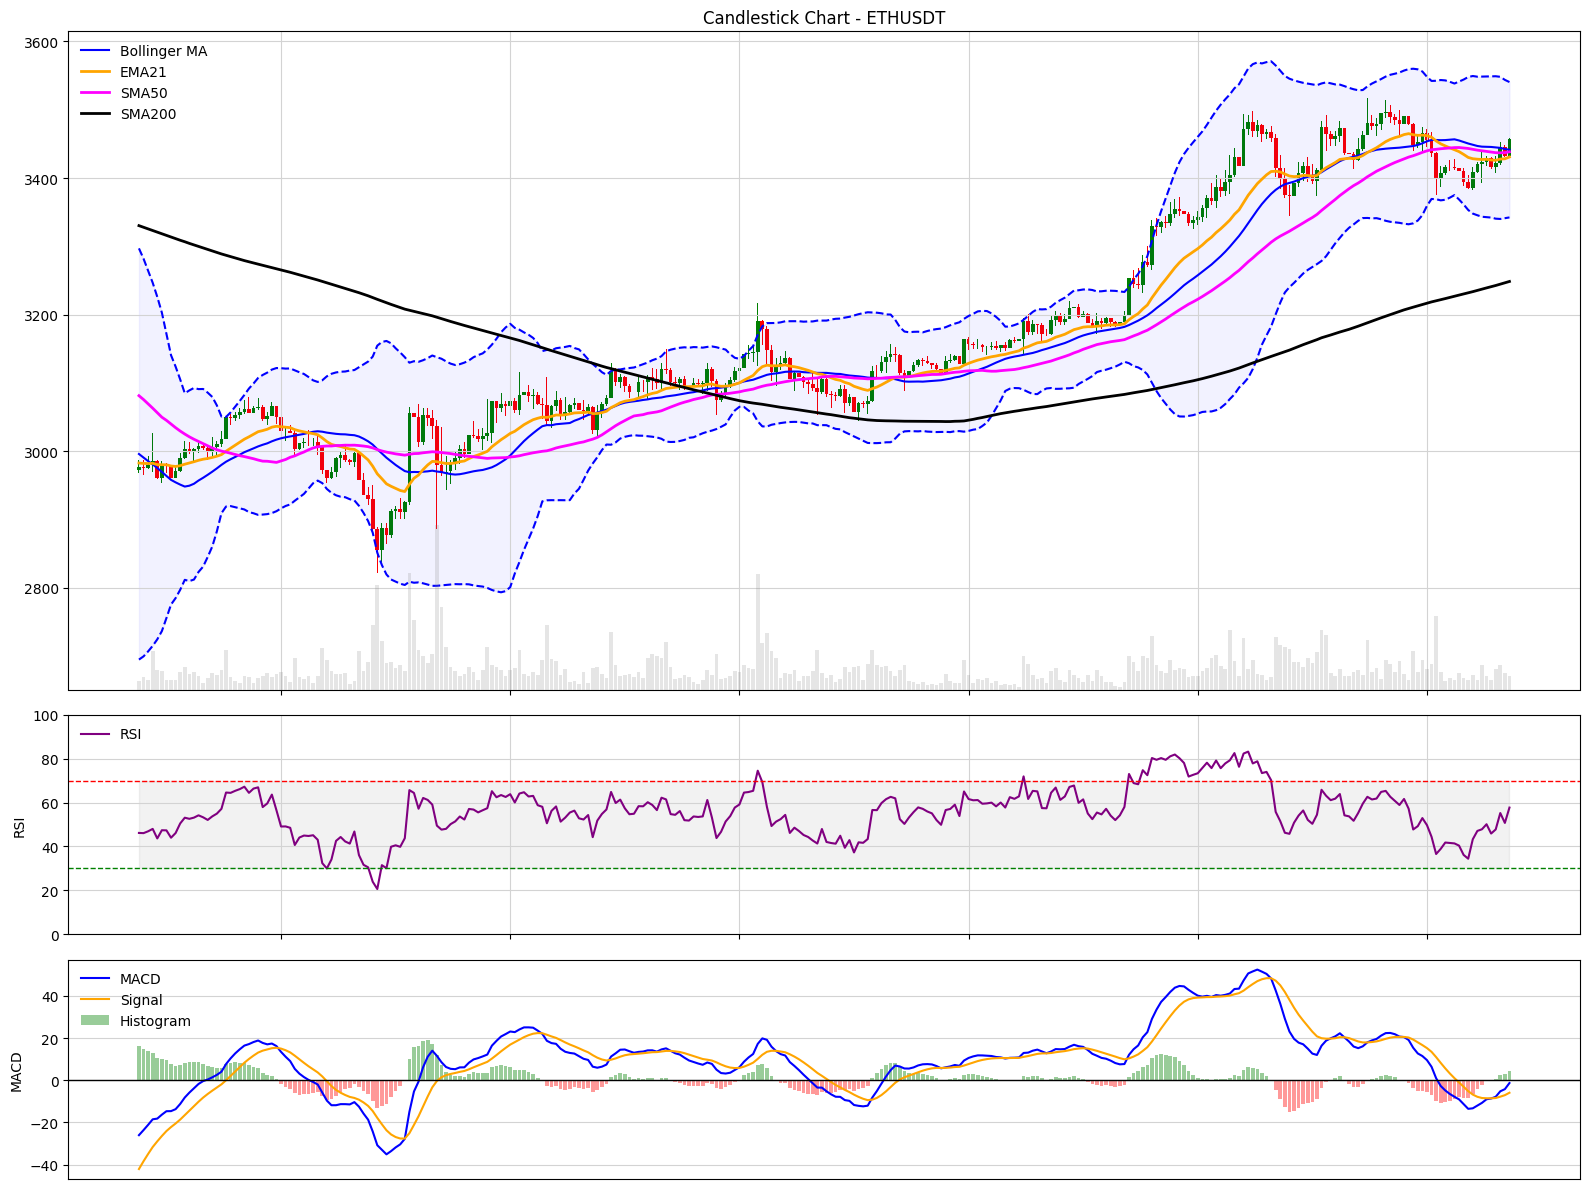 Candlestick Chart - ETHUSDT
3600
3400
3200
3000
2800
Bollinger MA
EMA21
SMA50
SMA200
100
80
60
40
20
0
RSI
RSI
40
20
0
−20
−40
MACD
MACD
Signal
Histogram